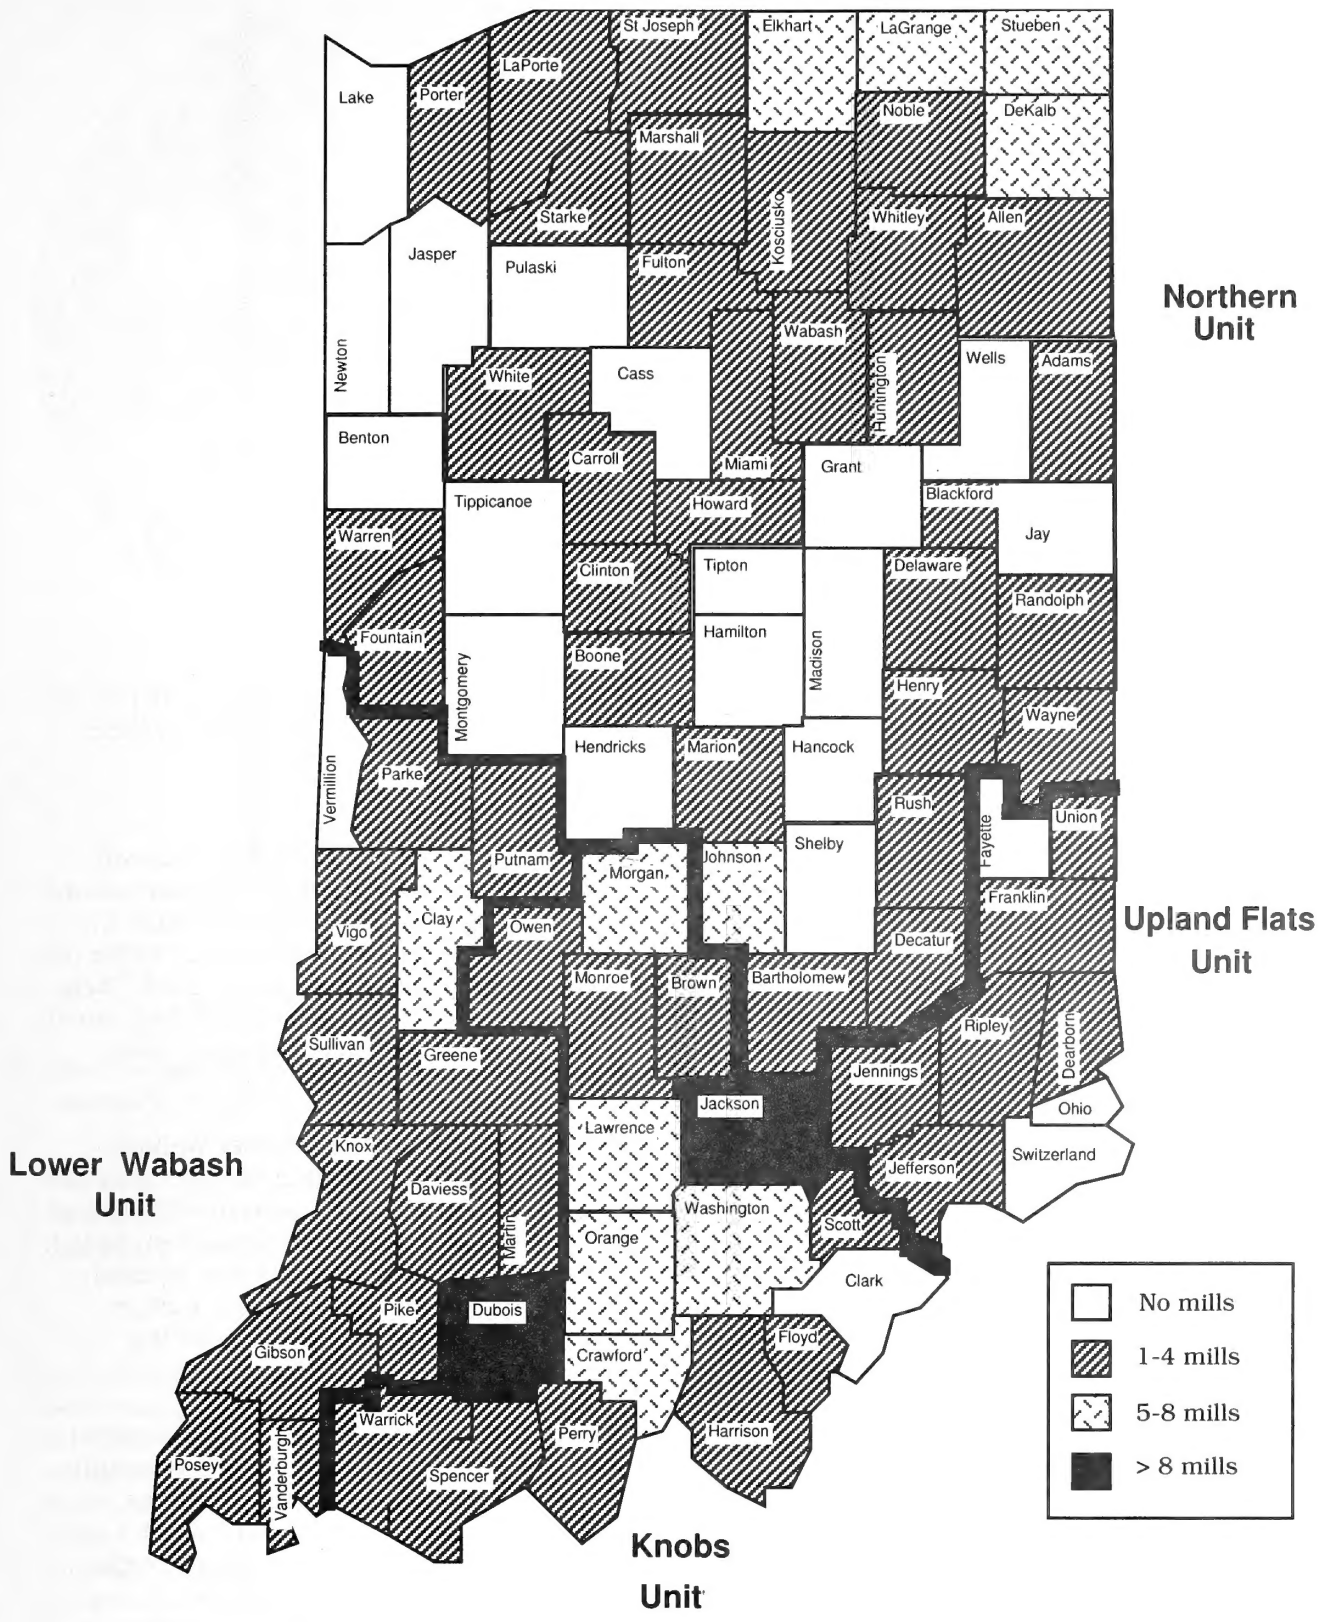 St Joseph
Elkhart
LaGrange
Stueben
LaPorte
Lake
Porter
Noble
DeKalb
Marshall
Starke
Kosciusko
Whitley
Allen
Jasper
Pulaski
Fulton
Northern
Unit
Newton
Wabash
Huntington
Wells
Adams
White
Cass
Benton
Carroll
Miami
Grant
Tippicanoe
Howard
Blackford
Jay
Warren
Clinton
Tipton
Delaware
Randolph
Fountain
Boone
Hamilton
Madison
Henry
Montgomery
Wayne
Hendricks
Marion
Hancock
Vermillion
Parke
Rush
Fayette
Union
Putnam
Morgan
Johnson
Shelby
Franklin
Upland Flats
Unit
Clay
Vigo
Owen
Decatur
Monroe
Brown
Bartholomew
Sullivan
Greene
Ripley
Dearborn
Jennings
Jackson
Ohio
Lawrence
Knox
Lower Wabash
Unit
Daviess
Martin
Jefferson
Switzerland
Washington
Scott
Orange
Clark
Pike
Dubois
Gibson
Crawford
Floyd
Warrick
Perry
Harrison
Posey
Vanderburgh
Spencer
No mills
1-4 mills
5-8 mills
> 8 mills
Knobs
Unit